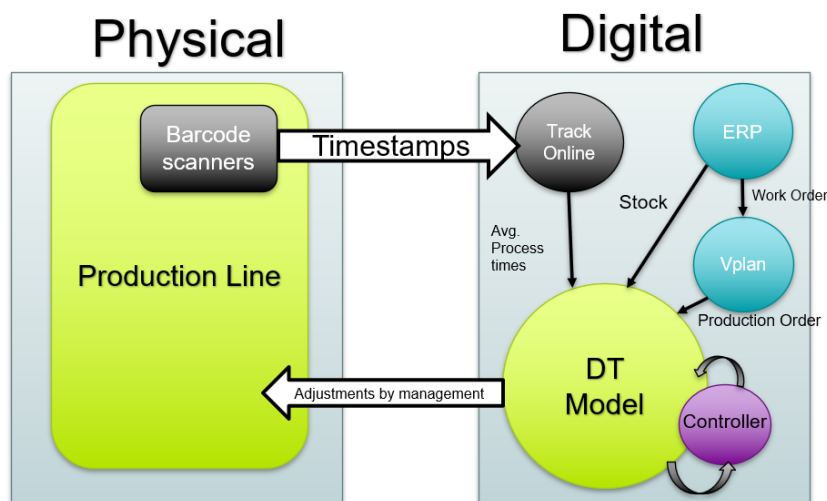 Physical
Digital
Barcode
scanners
Timestamps
Track
Online
ERP
Stock
Work Order
Avg.
Process
times
Vplan
Production Line
Production Order
DT
Model
Adjustments by management
Controller